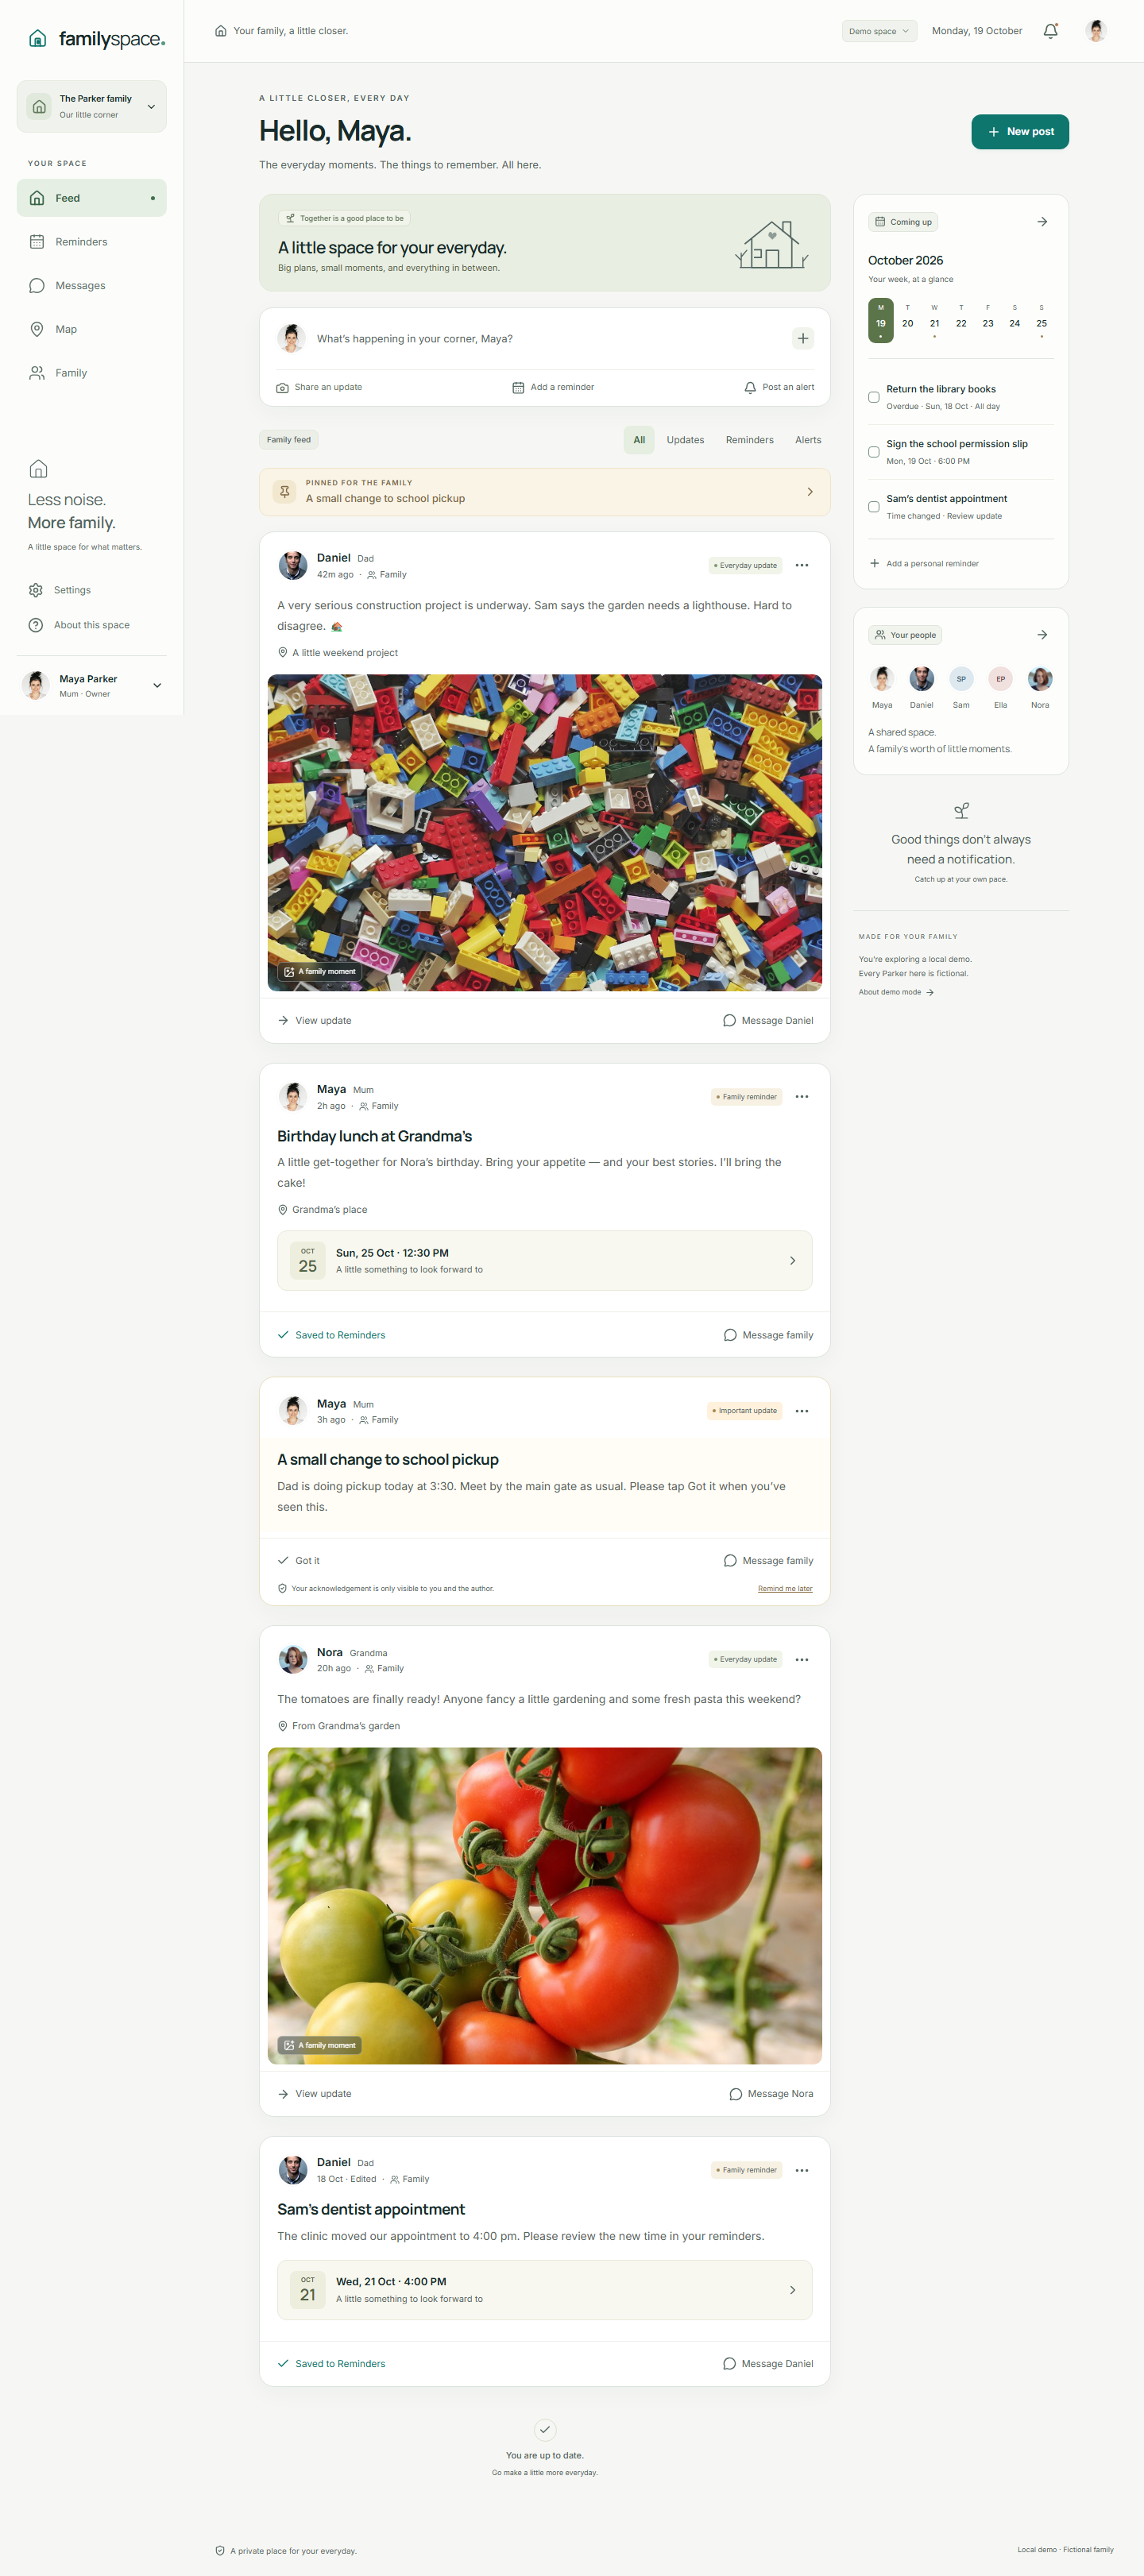 familyspace.
The Parker family
Our little corner
YOUR SPACE
Feed
Reminders
Messages
Map
Family
Less noise.
More family.
A little space for what matters.
Settings
About this space
Maya Parker
Mum · Owner
Your family, a little closer.
Demo space
Monday, 19 October
A LITTLE CLOSER, EVERY DAY
Hello, Maya.
The everyday moments. The things to remember. All here.
New post
Together is a good place to be
A little space for your everyday.
Big plans, small moments, and everything in between.
What's happening in your corner, Maya?
Share an update
Add a reminder
Post an alert
Family feed
All
Updates
Reminders
Alerts
PINNED FOR THE FAMILY
A small change to school pickup
Daniel Dad
42m ago · Family
Everyday update
A very serious construction project is underway. Sam says the garden needs a lighthouse. Hard to
disagree.
A little weekend project
A family moment
View update
Message Daniel
Maya Mum
2h ago · Family
Family reminder
Birthday lunch at Grandma's
A little get-together for Nora's birthday. Bring your appetite — and your best stories. I'll bring the
cake!
Grandma's place
OCT
25
Sun, 25 Oct · 12:30 PM
A little something to look forward to
Saved to Reminders
Message family
Maya Mum
3h ago · Family
Important update
A small change to school pickup
Dad is doing pickup today at 3:30. Meet by the main gate as usual. Please tap Got it when you've
seen this.
Got it
Message family
Your acknowledgement is only visible to you and the author.
Remind me later
Nora Grandma
20h ago · Family
Everyday update
The tomatoes are finally ready! Anyone fancy a little gardening and some fresh pasta this weekend?
From Grandma's garden
A family moment
View update
Message Nora
Daniel Dad
18 Oct · Edited · Family
Family reminder
Sam's dentist appointment
The clinic moved our appointment to 4:00 pm. Please review the new time in your reminders.
OCT
21
Wed, 21 Oct · 4:00 PM
A little something to look forward to
Saved to Reminders
Message Daniel
You are up to date.
Go make a little more everyday.
Coming up
October 2026
Your week, at a glance
M T W T F S S
19 20 21 22 23 24 25
Return the library books
Overdue · Sun, 18 Oct · All day
Sign the school permission slip
Mon, 19 Oct · 6:00 PM
Sam's dentist appointment
Time changed · Review update
Add a personal reminder
Your people
SP
EP
Maya Daniel Sam Ella Nora
A shared space.
A family's worth of little moments.
Good things don't always
need a notification.
Catch up at your own pace.
MADE FOR YOUR FAMILY
You're exploring a local demo.
Every Parker here is fictional.
About demo mode
A private place for your everyday.
Local demo · Fictional family